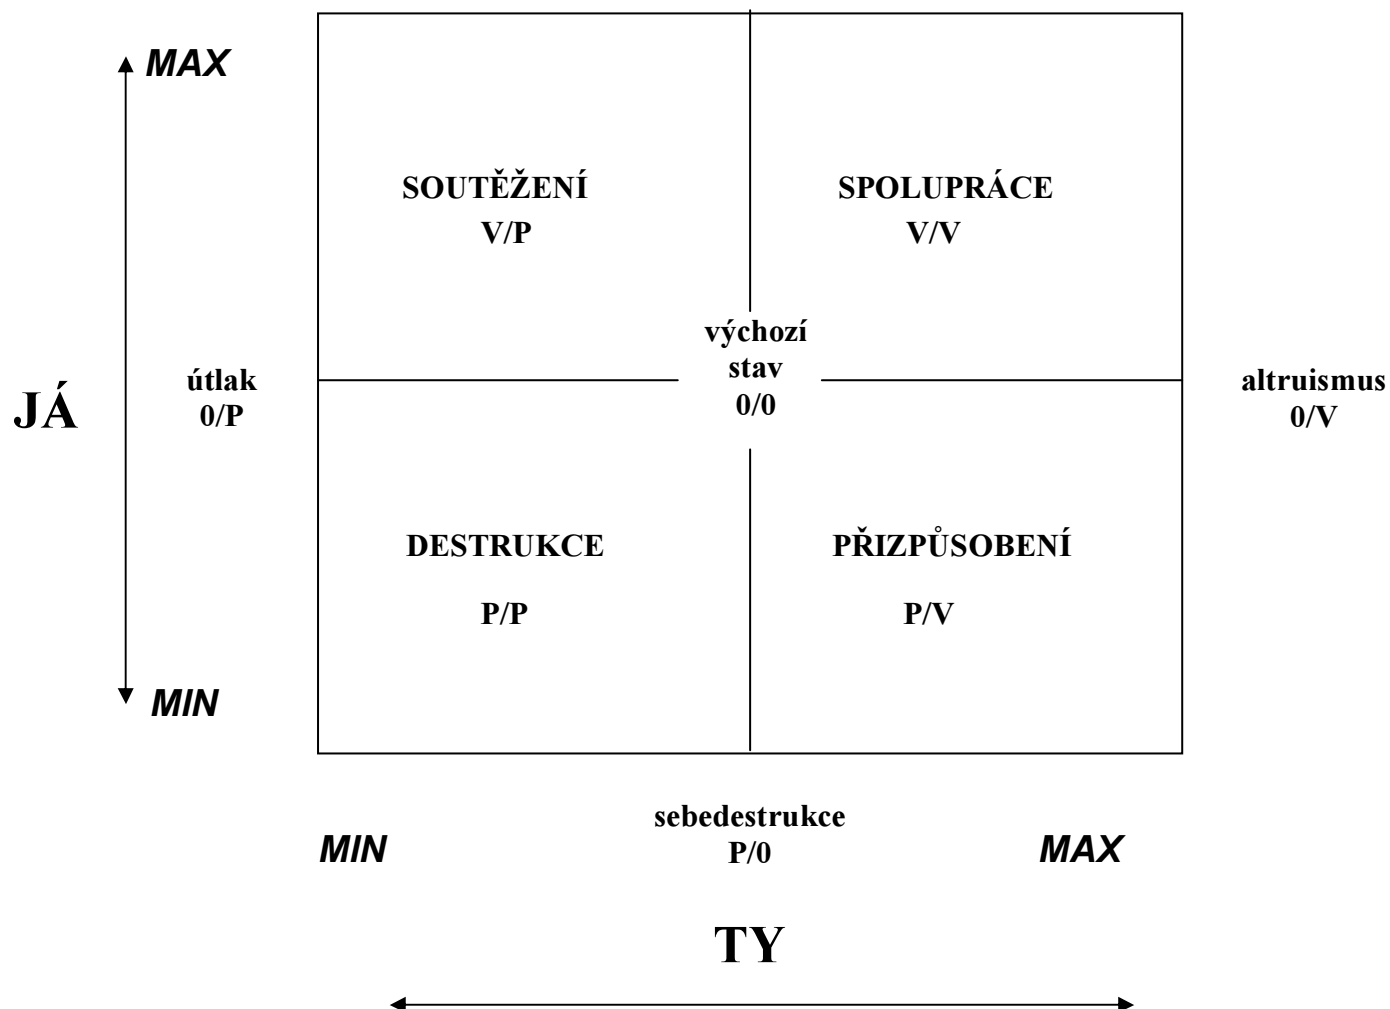 MAX
SOUTĚŽENÍ
V/P
SPOLUPRÁCE
V/V
výchozí
stav
0/0
útlak
0/P
JÁ
altruismus
0/V
DESTRUKCE
P/P
PŘIZPŮSOBENÍ
P/V
MIN
sebedestrukce
P/0
MIN
MAX
TY